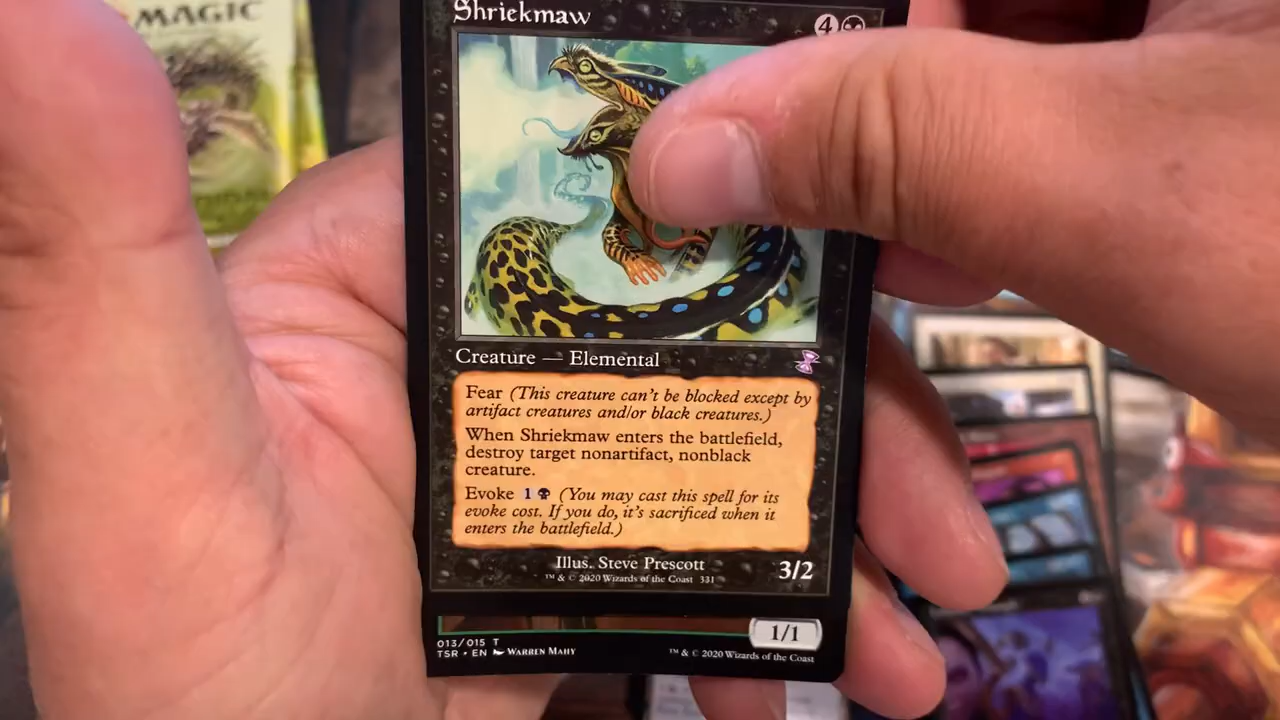 MAGIC
Shriekmaw
4
Creature — Elemental
Fear (This creature can't be blocked except by
artifact creatures and/or black creatures.)
When Shriekmaw enters the battlefield,
destroy target nonartifact, nonblack
creature.
Evoke 1 (You may cast this spell for its
evoke cost. If you do, it's sacrificed when it
enters the battlefield.)
Illus. Steve Prescott
™ & © 2020 Wizards of the Coast 331
3/2
1/1
013/015 T
TSR • EN WARREN MAHY
™ & © 2020 Wizards of the Coast